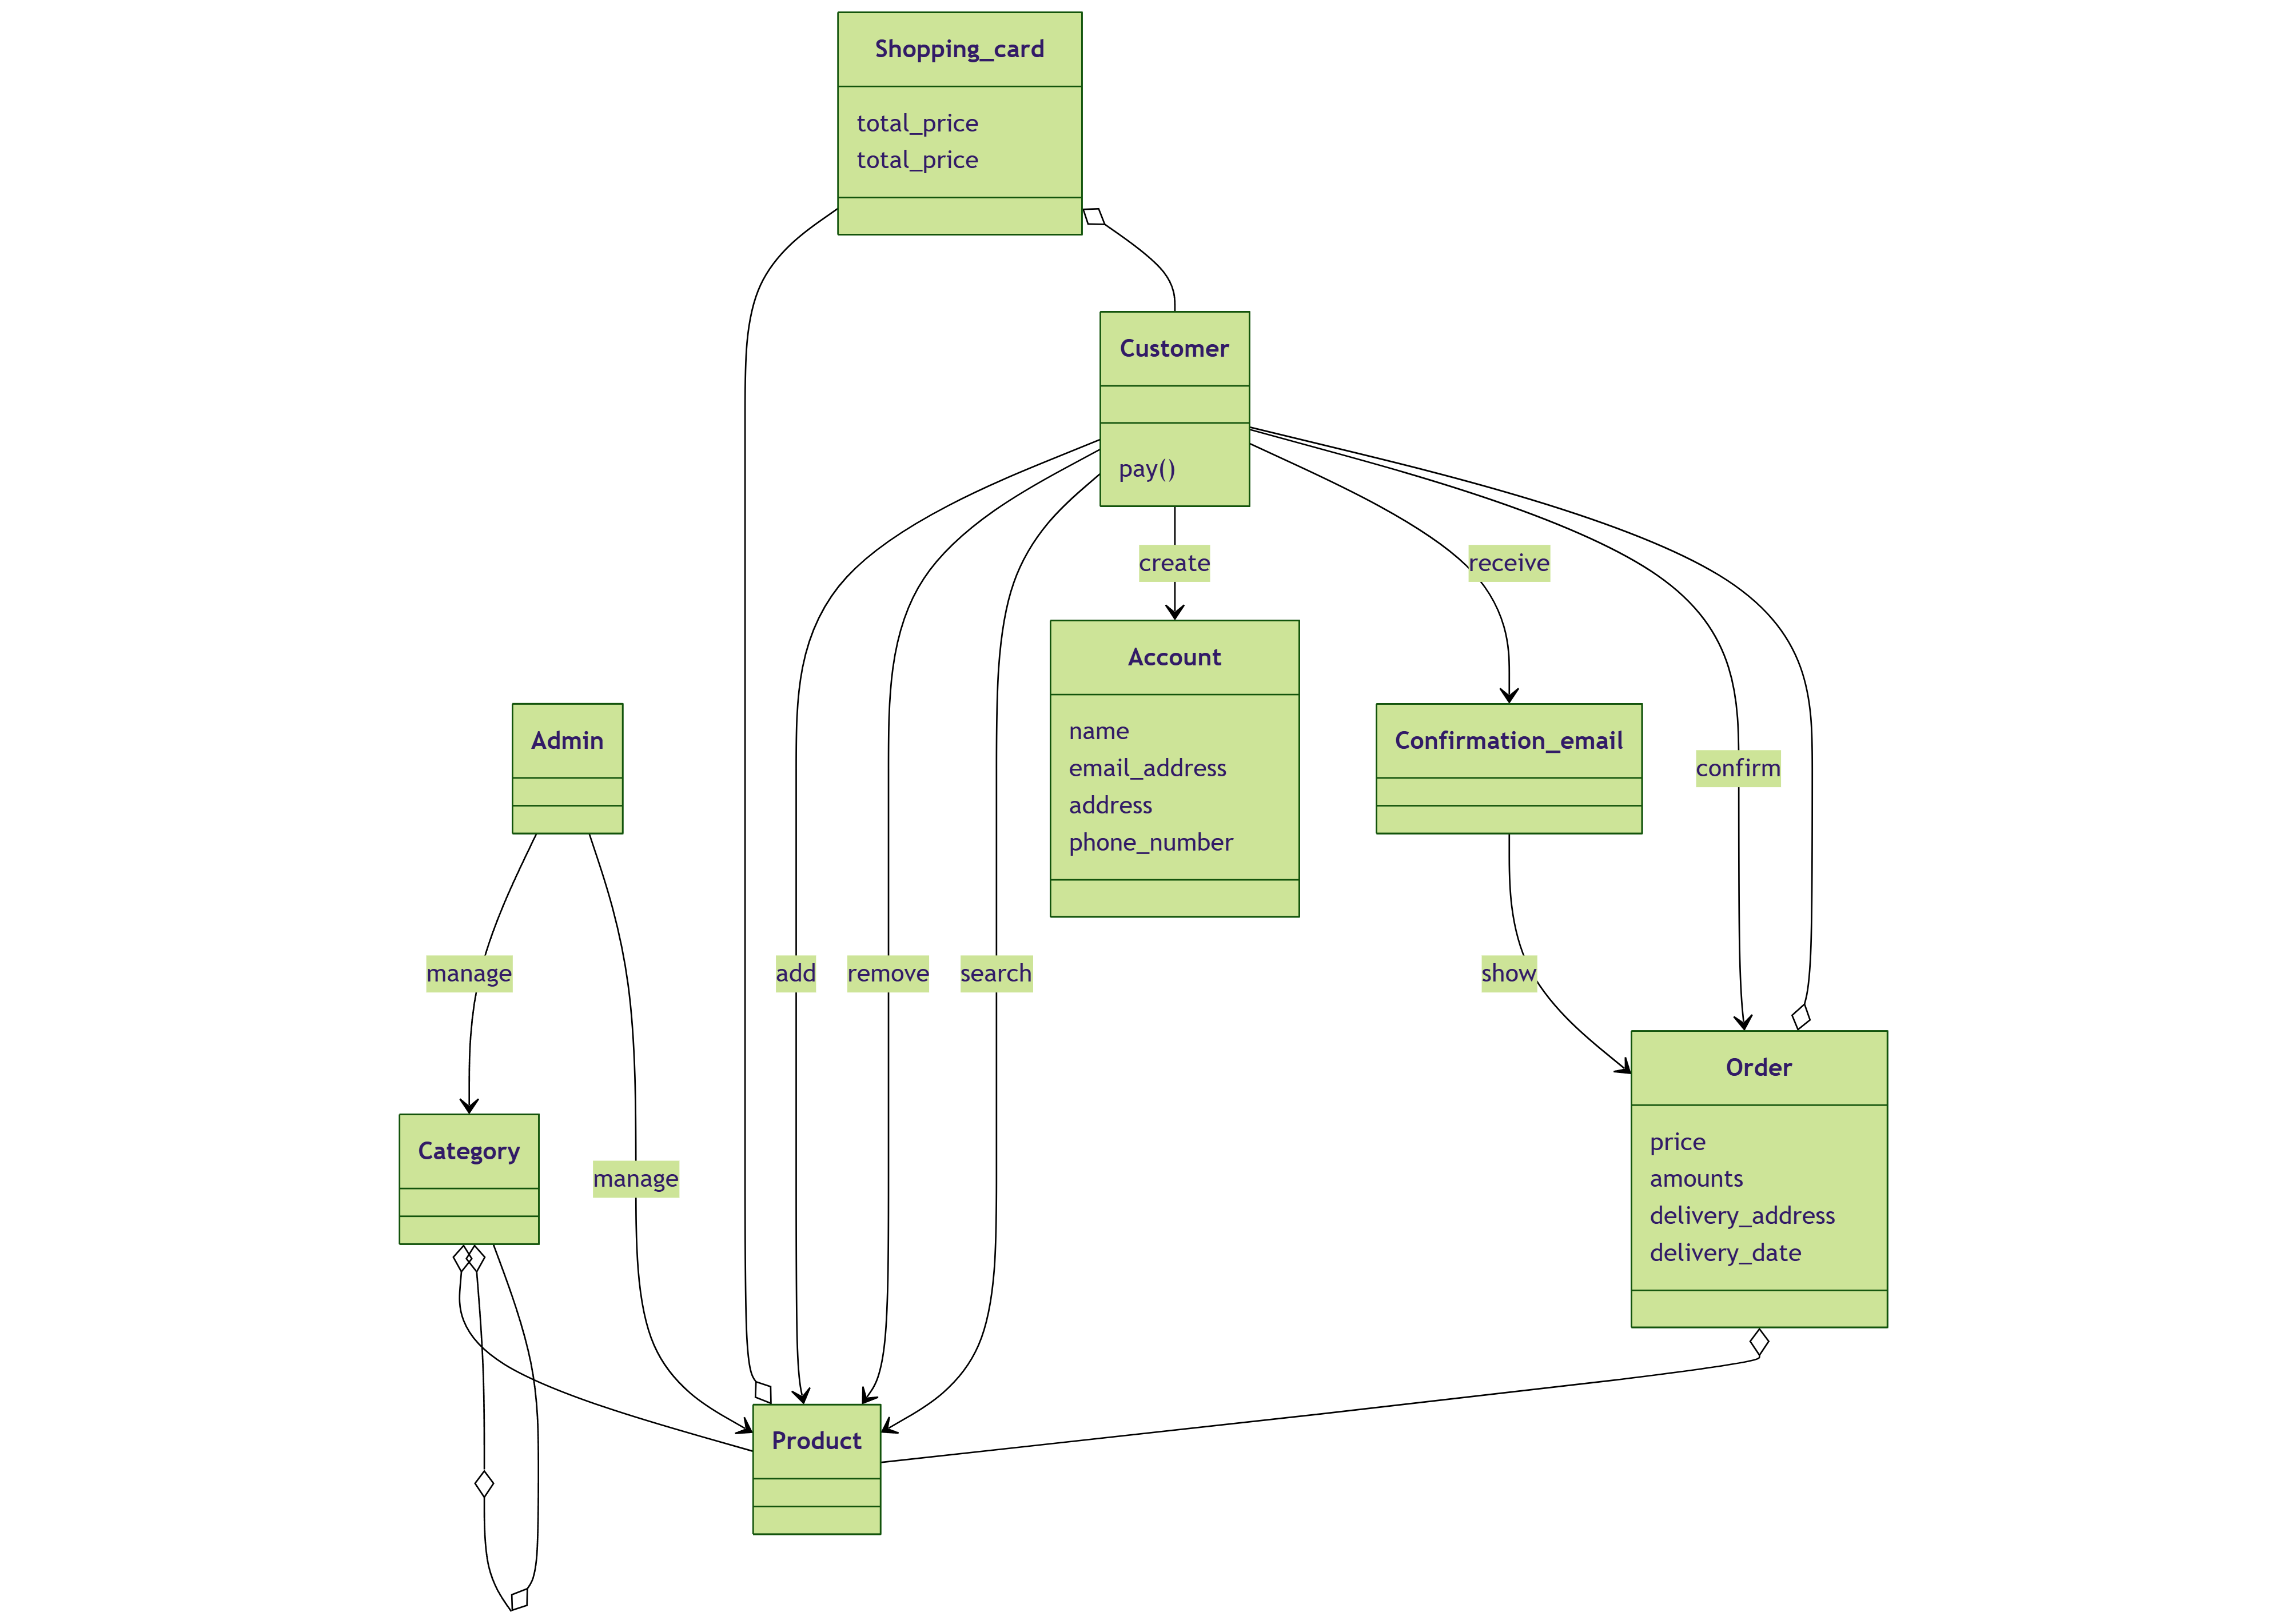 Shopping_card
total_price
total_price
Customer
pay()
create
receive
Account
name
email_address
address
phone_number
Admin
Confirmation_email
confirm
manage
add
remove
search
show
Order
price
amounts
delivery_address
delivery_date
Category
manage
Product